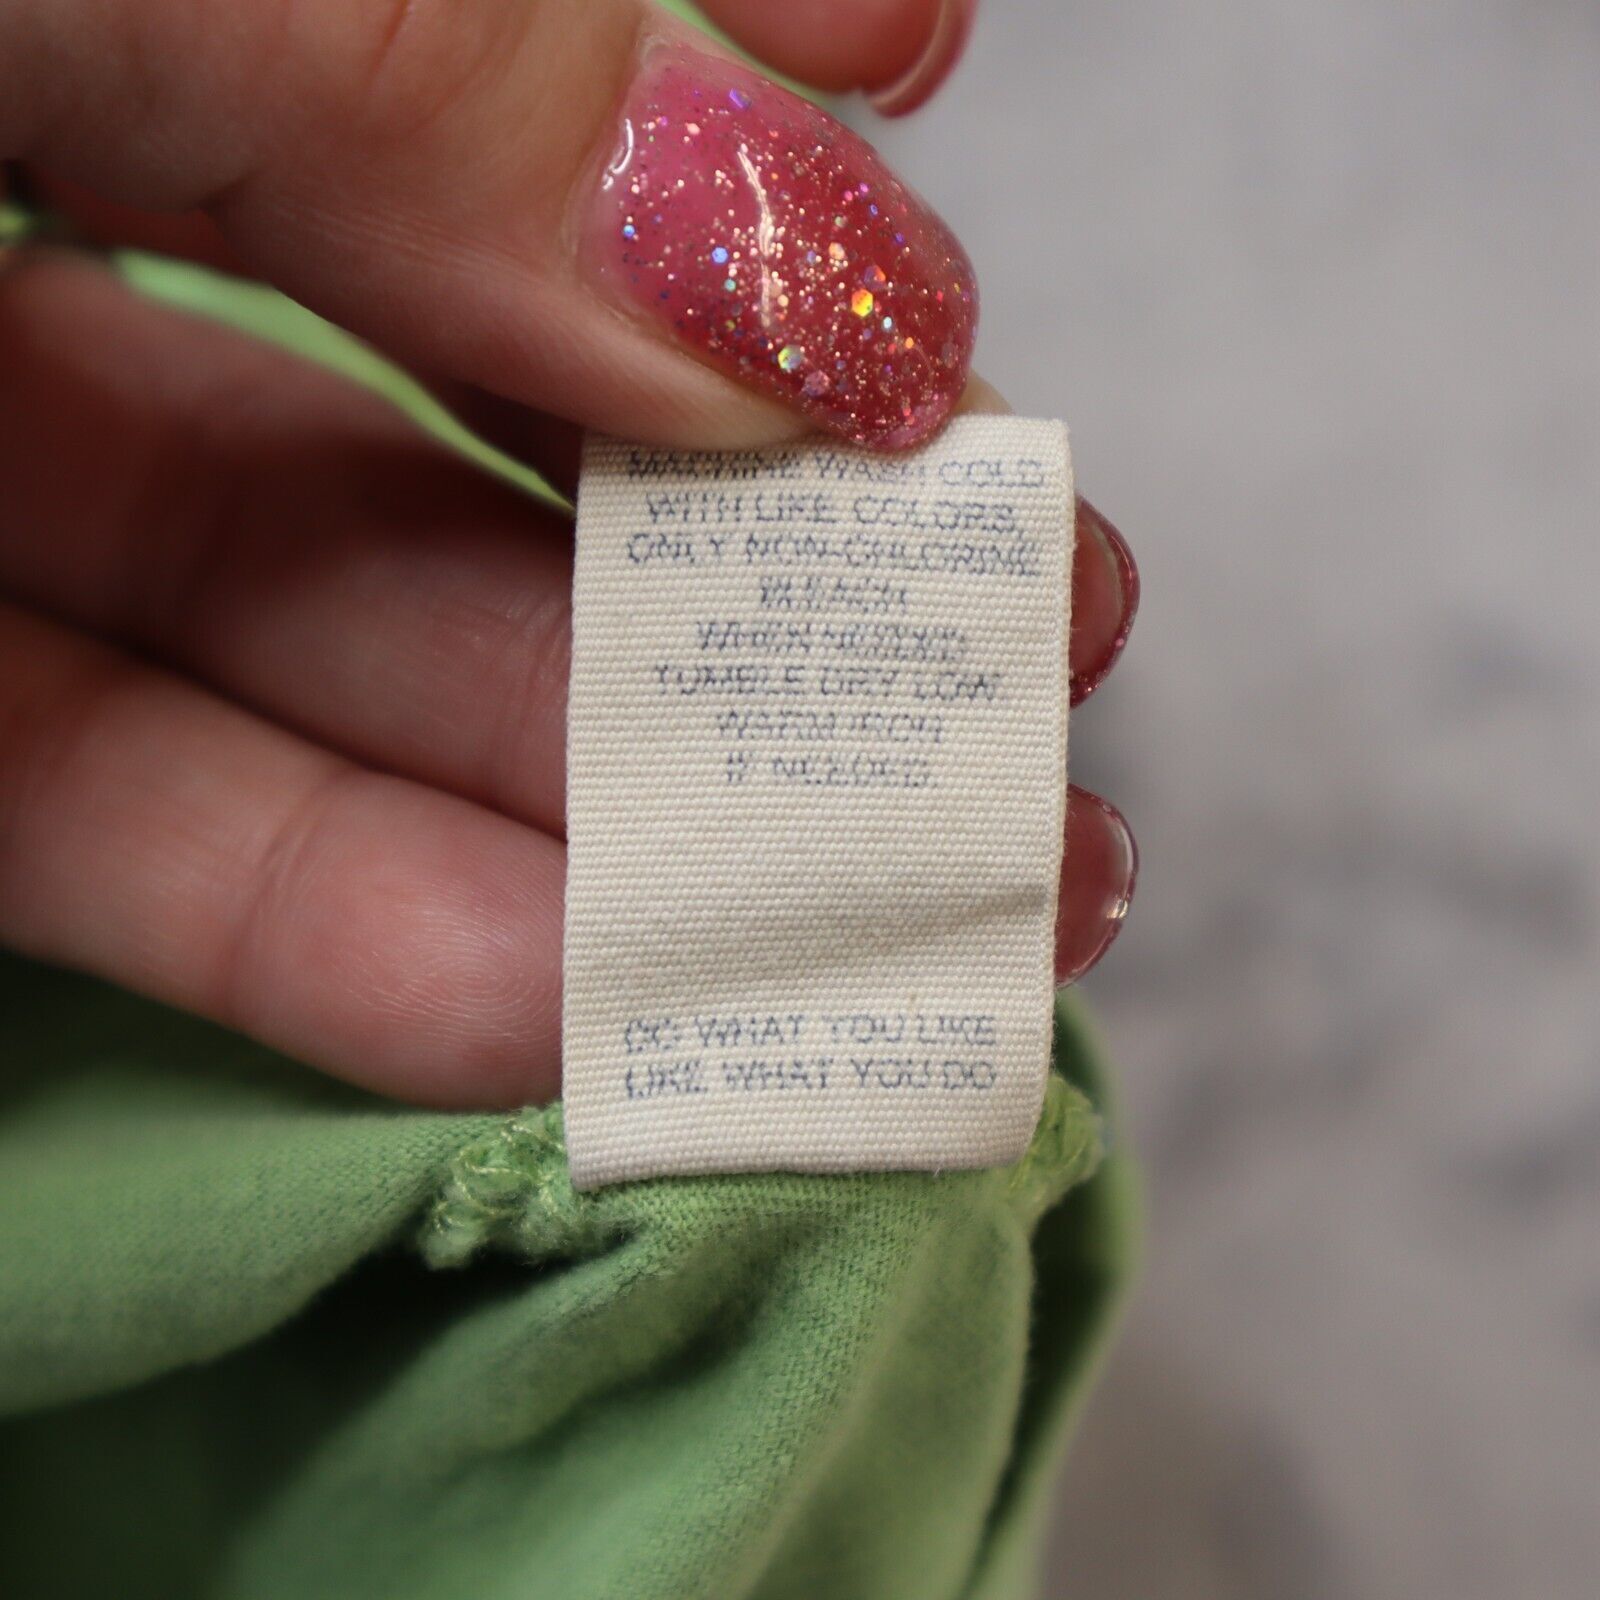 MACHINE WASH COLD
WITH LIKE COLORS,
ONLY NON-CHLORINE
BLEACH
WHEN NEEDED
TUMBLE DRY LOW
WARM IRON
IF NEEDED
DO WHAT YOU LIKE
LIKE WHAT YOU DO